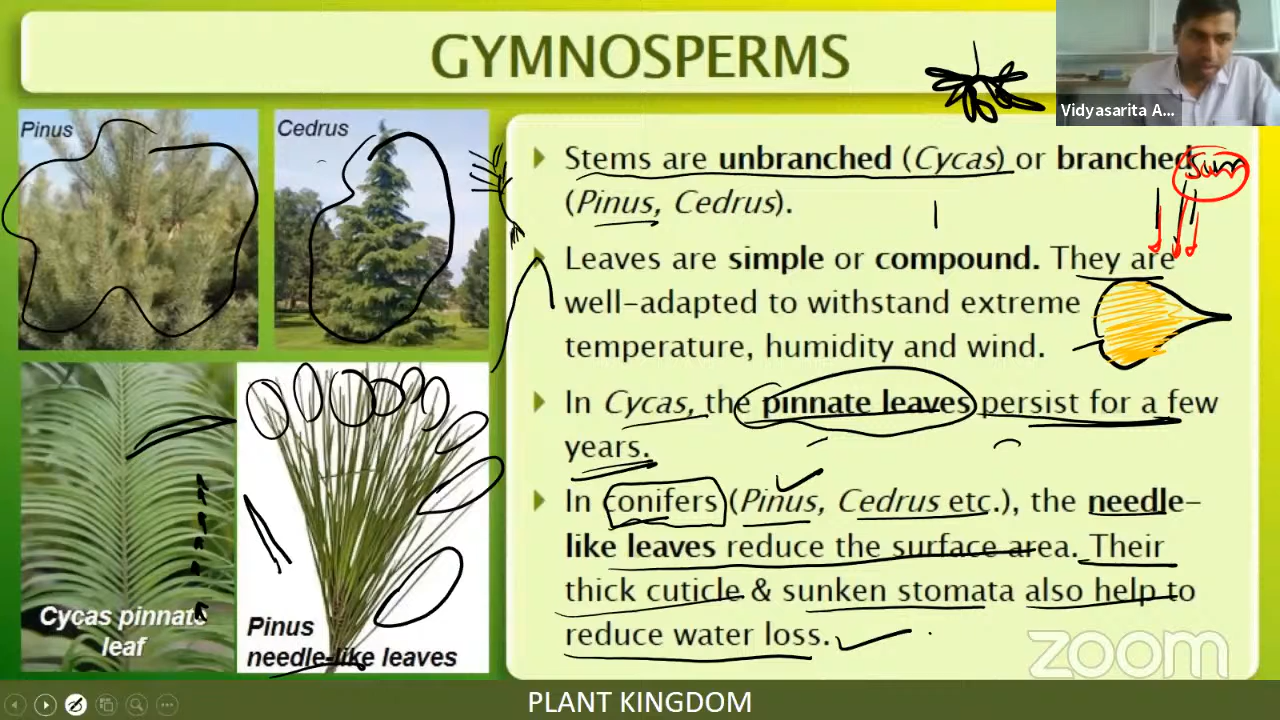 GYMNOSPERMS
Vidyasarita A...
Pinus
Cedrus
Stems are unbranched (Cycas) or branched
(Pinus, Cedrus).
Sun
Leaves are simple or compound. They are
well-adapted to withstand extreme
temperature, humidity and wind.
In Cycas, the pinnate leaves persist for a few
years.
In conifers (Pinus, Cedrus etc.), the needle-
like leaves reduce the surface area. Their
thick cuticle & sunken stomata also help to
reduce water loss.
Cycas pinnate
leaf
Pinus
needle-like leaves
zoom
PLANT KINGDOM